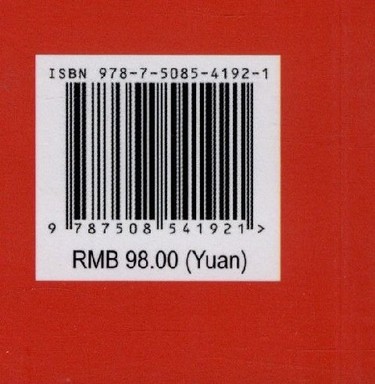 ISBN 978-7-5085-4192-1
9 787508 541921 >
RMB 98.00 (Yuan)